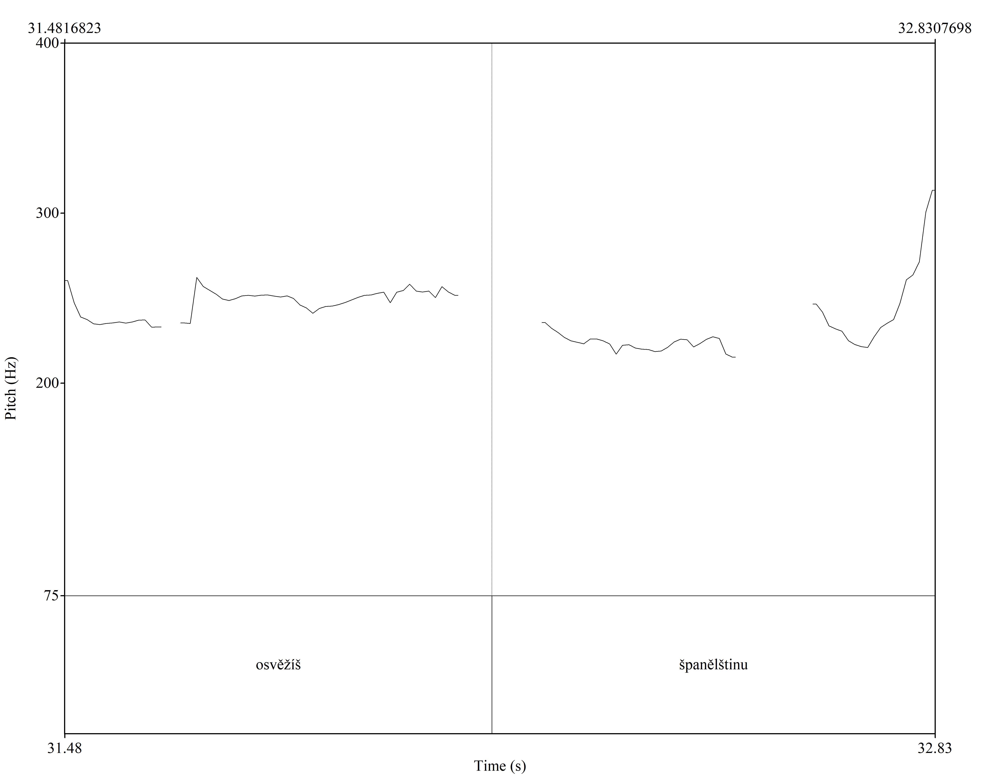 31.4816823 32.8307698
400
300
Pitch (Hz)
200
75
osvěžíš španělštinu
31.48 32.83
Time (s)